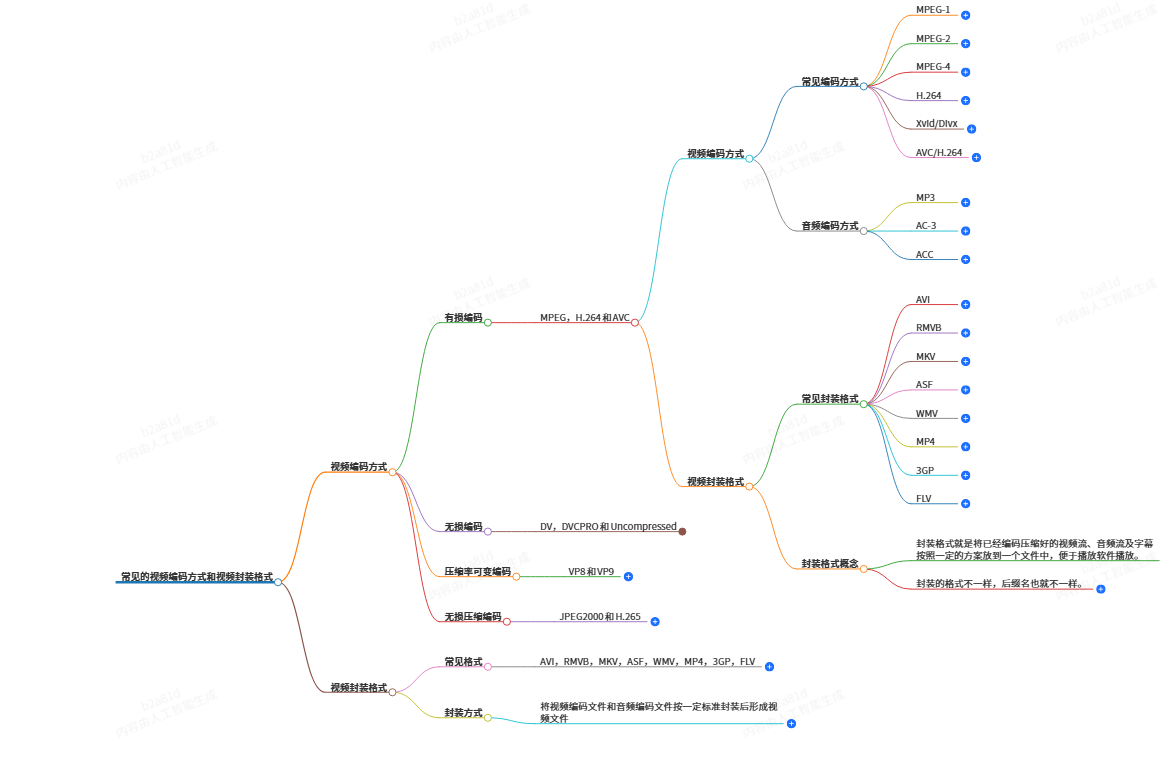 常见的视频编码方式和视频封装格式
视频编码方式
有损编码
MPEG，H.264和AVC
视频编码方式
常见编码方式
MPEG-1
MPEG-2
MPEG-4
H.264
Xvid/Divx
AVC/H.264
音频编码方式
MP3
AC-3
ACC
视频封装格式
常见封装格式
AVI
RMVB
MKV
ASF
WMV
MP4
3GP
FLV
封装格式概念
封装格式就是将已经编码压缩好的视频流、音频流及字幕
按照一定的方案放到一个文件中，便于播放软件播放。
封装的格式不一样，后缀名也就不一样。
无损编码
DV，DVCPRO和Uncompressed
压缩率可变编码
VP8和VP9
无损压缩编码
JPEG2000和H.265
视频封装格式
常见格式
AVI，RMVB，MKV，ASF，WMV，MP4，3GP，FLV
封装方式
将视频编码文件和音频编码文件按一定标准封装后形成视
频文件
b2a81d
内容由人工智能生成